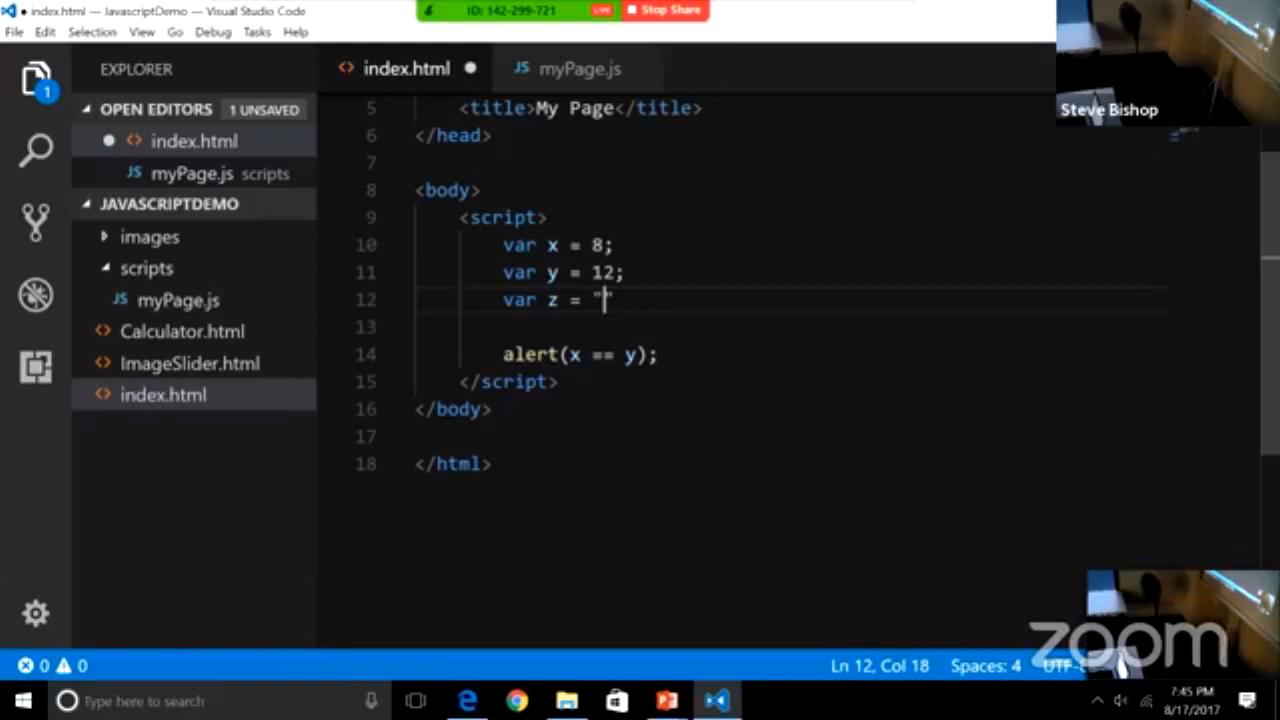 index.html — JavascriptDemo — Visual Studio Code
ID: 142-299-721
LIVE
Stop Share
File Edit Selection View Go Debug Tasks Help
Steve Bishop
EXPLORER
index.html
JS myPage.js
1
OPEN EDITORS 1 UNSAVED
index.html
JS myPage.js scripts
JAVASCRIPTDEMO
images
scripts
JS myPage.js
Calculator.html
ImageSlider.html
index.html
5 <title>My Page</title>
6 </head>
7
8 <body>
9 <script>
10 var x = 8;
11 var y = 12;
12 var z = ""
13
14 alert(x == y);
15 </script>
16 </body>
17
18 </html>
zoom
0 0
Ln 12, Col 18 Spaces: 4
Type here to search
7:45 PM
8/17/2017